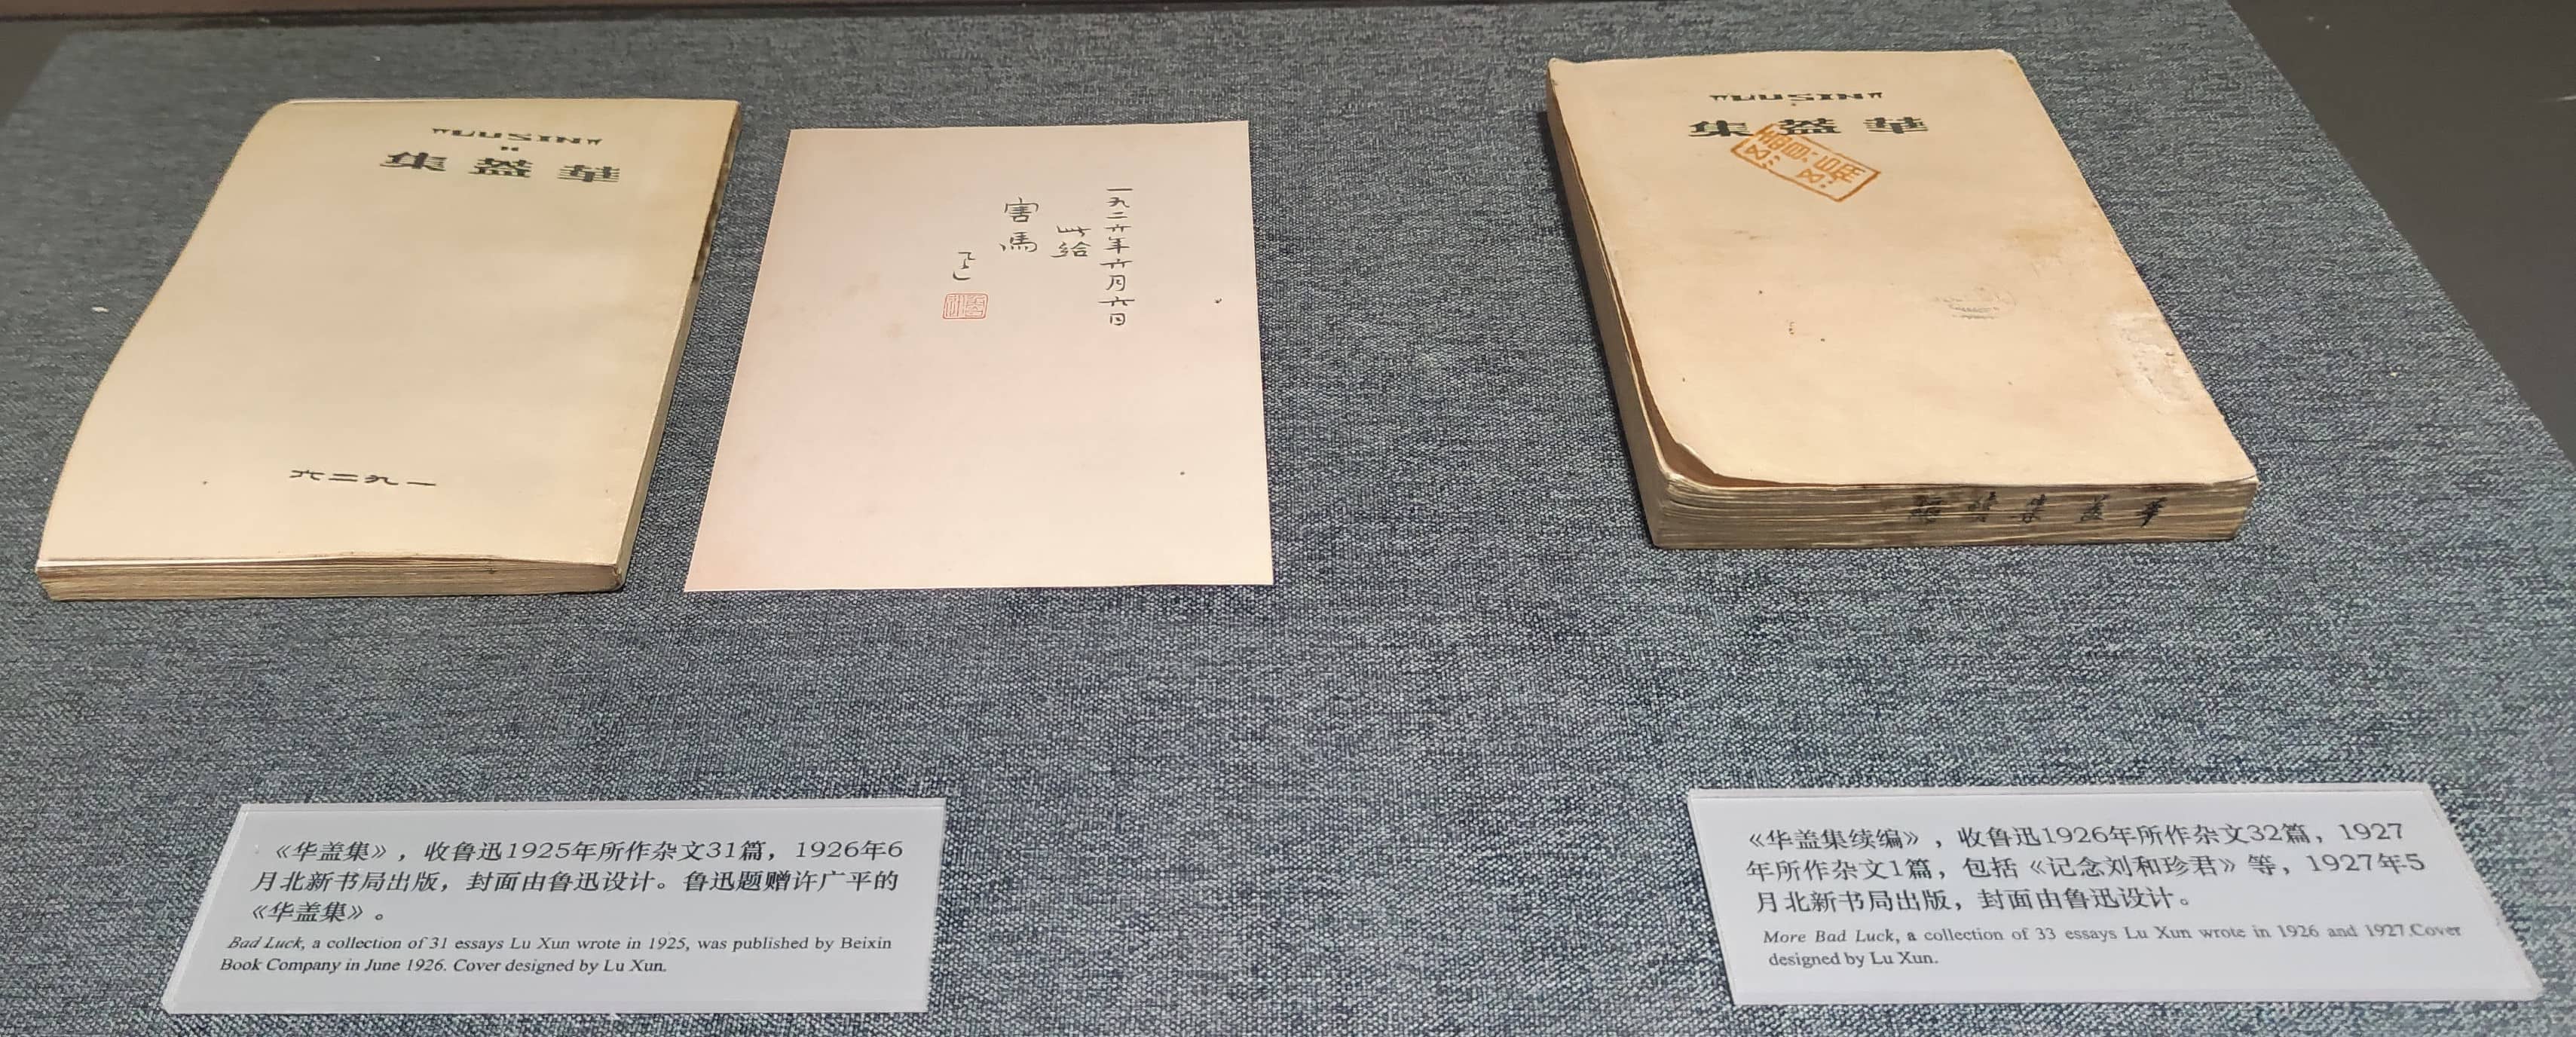 "LUSIN"
華蓋集
一九二六
一九二六年六月六日
此给
害馬
迅
"LUSIN"
華蓋集
續編
華蓋集續編
《华盖集》，收鲁迅1925年所作杂文31篇，1926年6
月北新书局出版，封面由鲁迅设计。鲁迅题赠许广平的
《华盖集》。
Bad Luck, a collection of 31 essays Lu Xun wrote in 1925, was published by Beixin
Book Company in June 1926. Cover designed by Lu Xun.
《华盖集续编》，收鲁迅1926年所作杂文32篇，1927
年所作杂文1篇，包括《记念刘和珍君》等，1927年5
月北新书局出版，封面由鲁迅设计。
More Bad Luck, a collection of 33 essays Lu Xun wrote in 1926 and 1927.Cover
designed by Lu Xun.